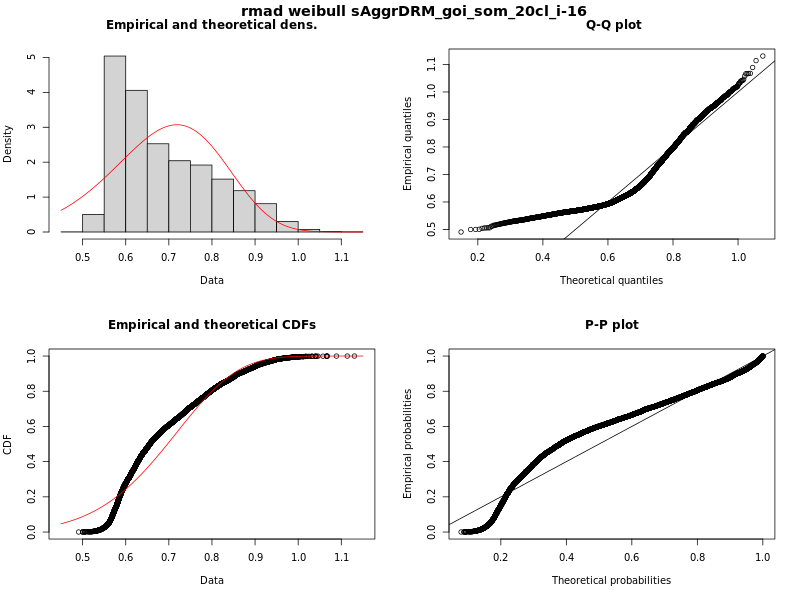 rmad weibull sAggrDRM_goi_som_20cl_i-16
Empirical and theoretical dens.
Density
0 1 2 3 4 5
0.5 0.6 0.7 0.8 0.9 1.0 1.1
Data
Q-Q plot
Empirical quantiles
0.5 0.6 0.7 0.8 0.9 1.0 1.1
0.2 0.4 0.6 0.8 1.0
Theoretical quantiles
Empirical and theoretical CDFs
CDF
0.0 0.2 0.4 0.6 0.8 1.0
0.5 0.6 0.7 0.8 0.9 1.0 1.1
Data
P-P plot
Empirical probabilities
0.0 0.2 0.4 0.6 0.8 1.0
0.2 0.4 0.6 0.8 1.0
Theoretical probabilities